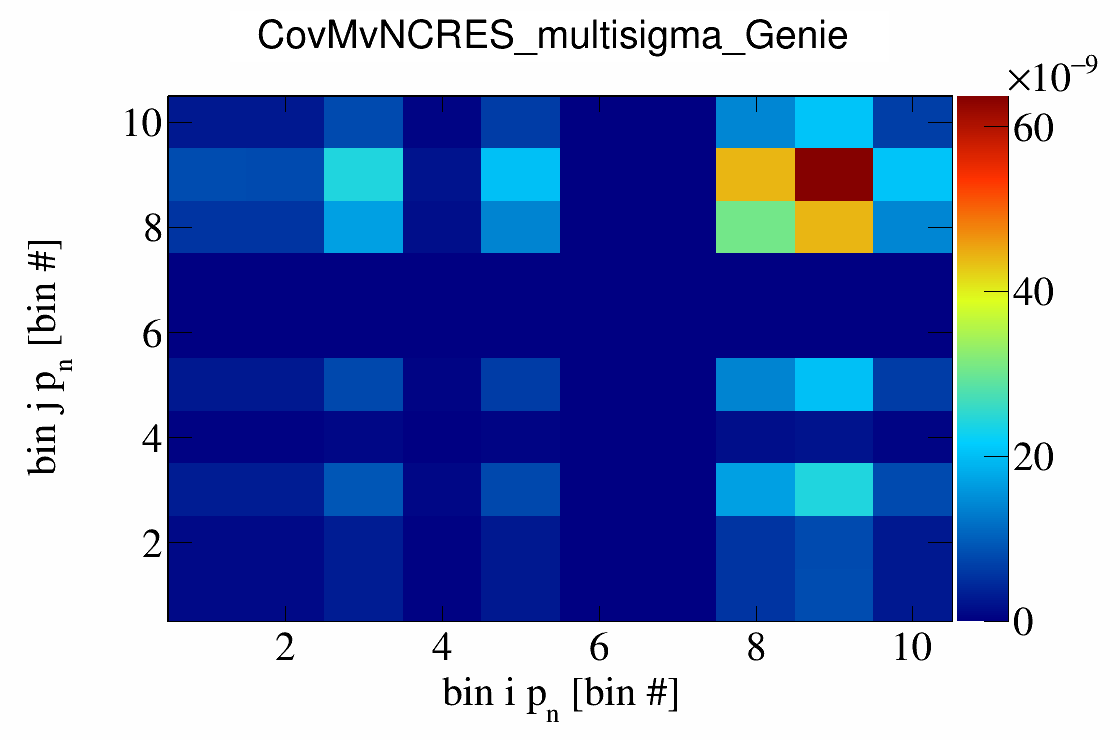 CovMvNCRES_multisigma_Genie
×10⁻⁹
10
8
6
4
2
bin j pₙ [bin #]
60
40
20
0
2 4 6 8 10
bin i pₙ [bin #]